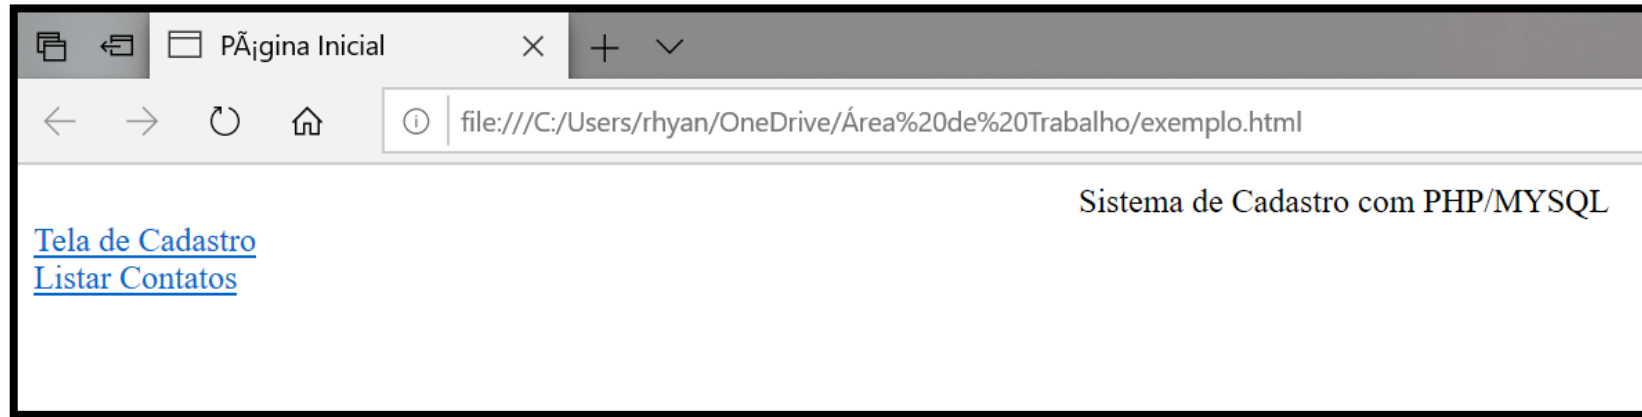 PÃ¡gina Inicial
file:///C:/Users/rhyan/OneDrive/Área%20de%20Trabalho/exemplo.html
Sistema de Cadastro com PHP/MYSQL
Tela de Cadastro
Listar Contatos